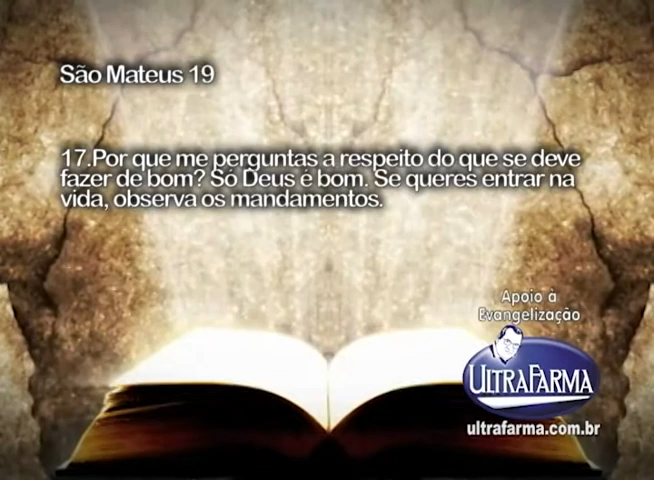 São Mateus 19
17.Por que me perguntas a respeito do que se deve
fazer de bom? Só Deus é bom. Se queres entrar na
vida, observa os mandamentos.
Apoio à
Evangelização
ULTRAFARMA
ultrafarma.com.br